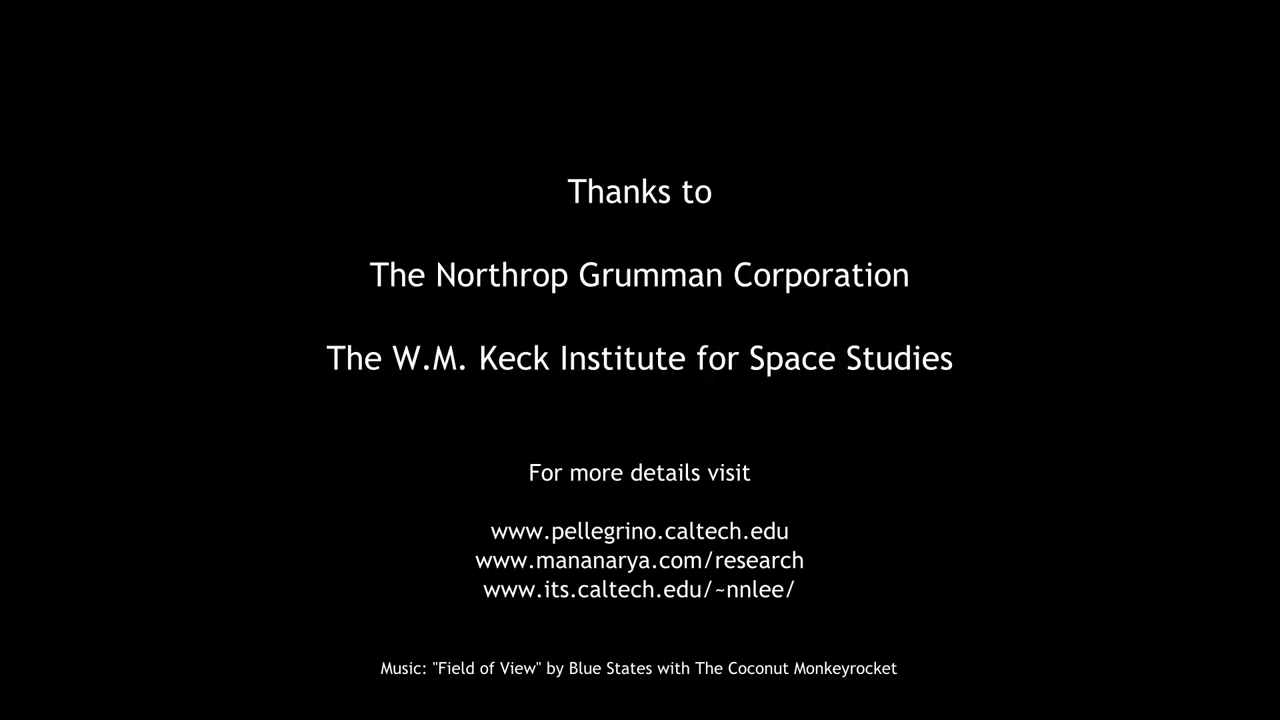 Thanks to
The Northrop Grumman Corporation
The W.M. Keck Institute for Space Studies
For more details visit
www.pellegrino.caltech.edu
www.mananarya.com/research
www.its.caltech.edu/~nnlee/
Music: "Field of View" by Blue States with The Coconut Monkeyrocket